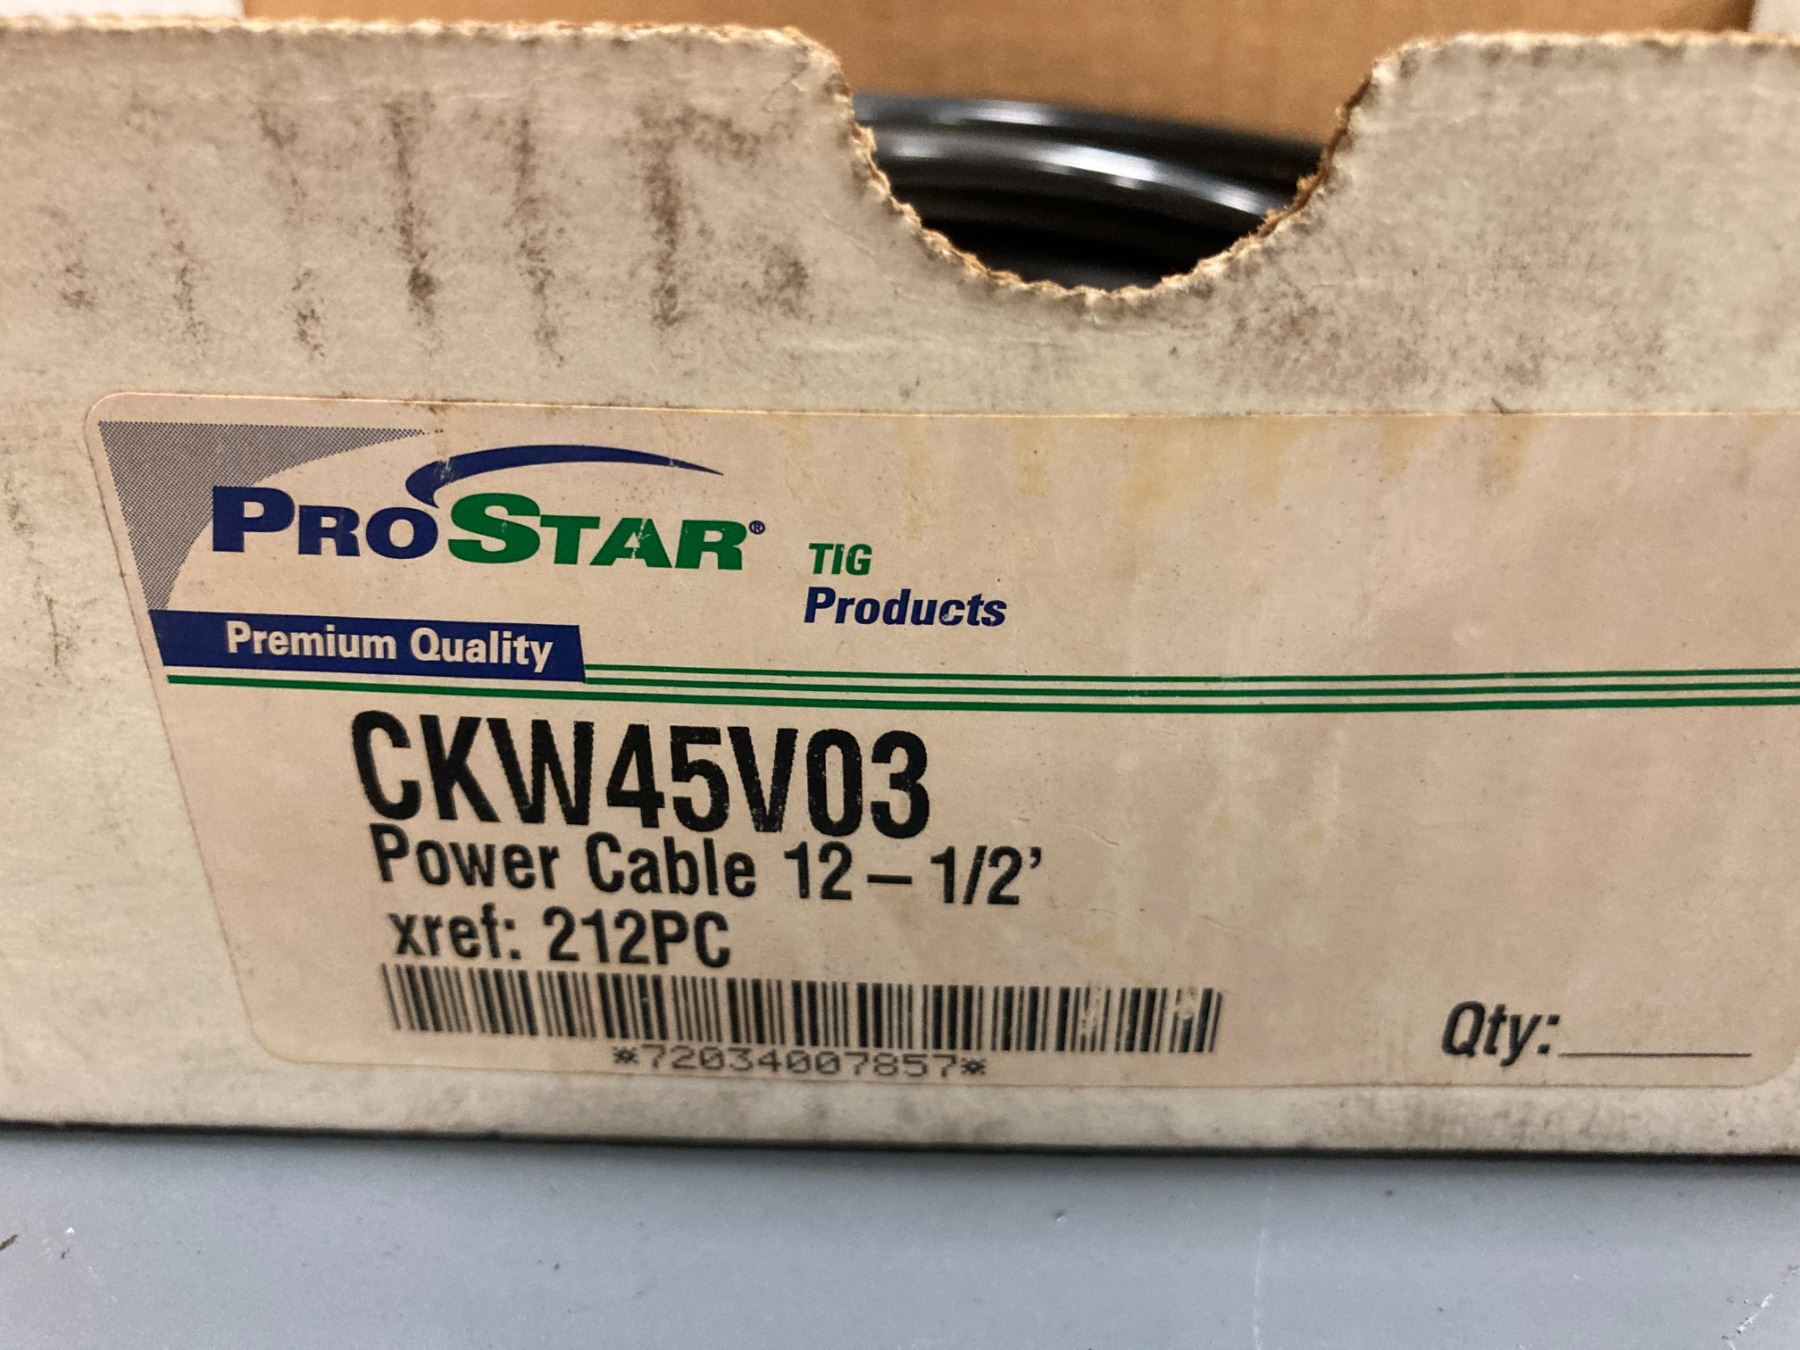 PROSTAR®
TIG
Products
Premium Quality
CKW45V03
Power Cable 12 – 1/2’
xref: 212PC
*72034007857*
Qty: